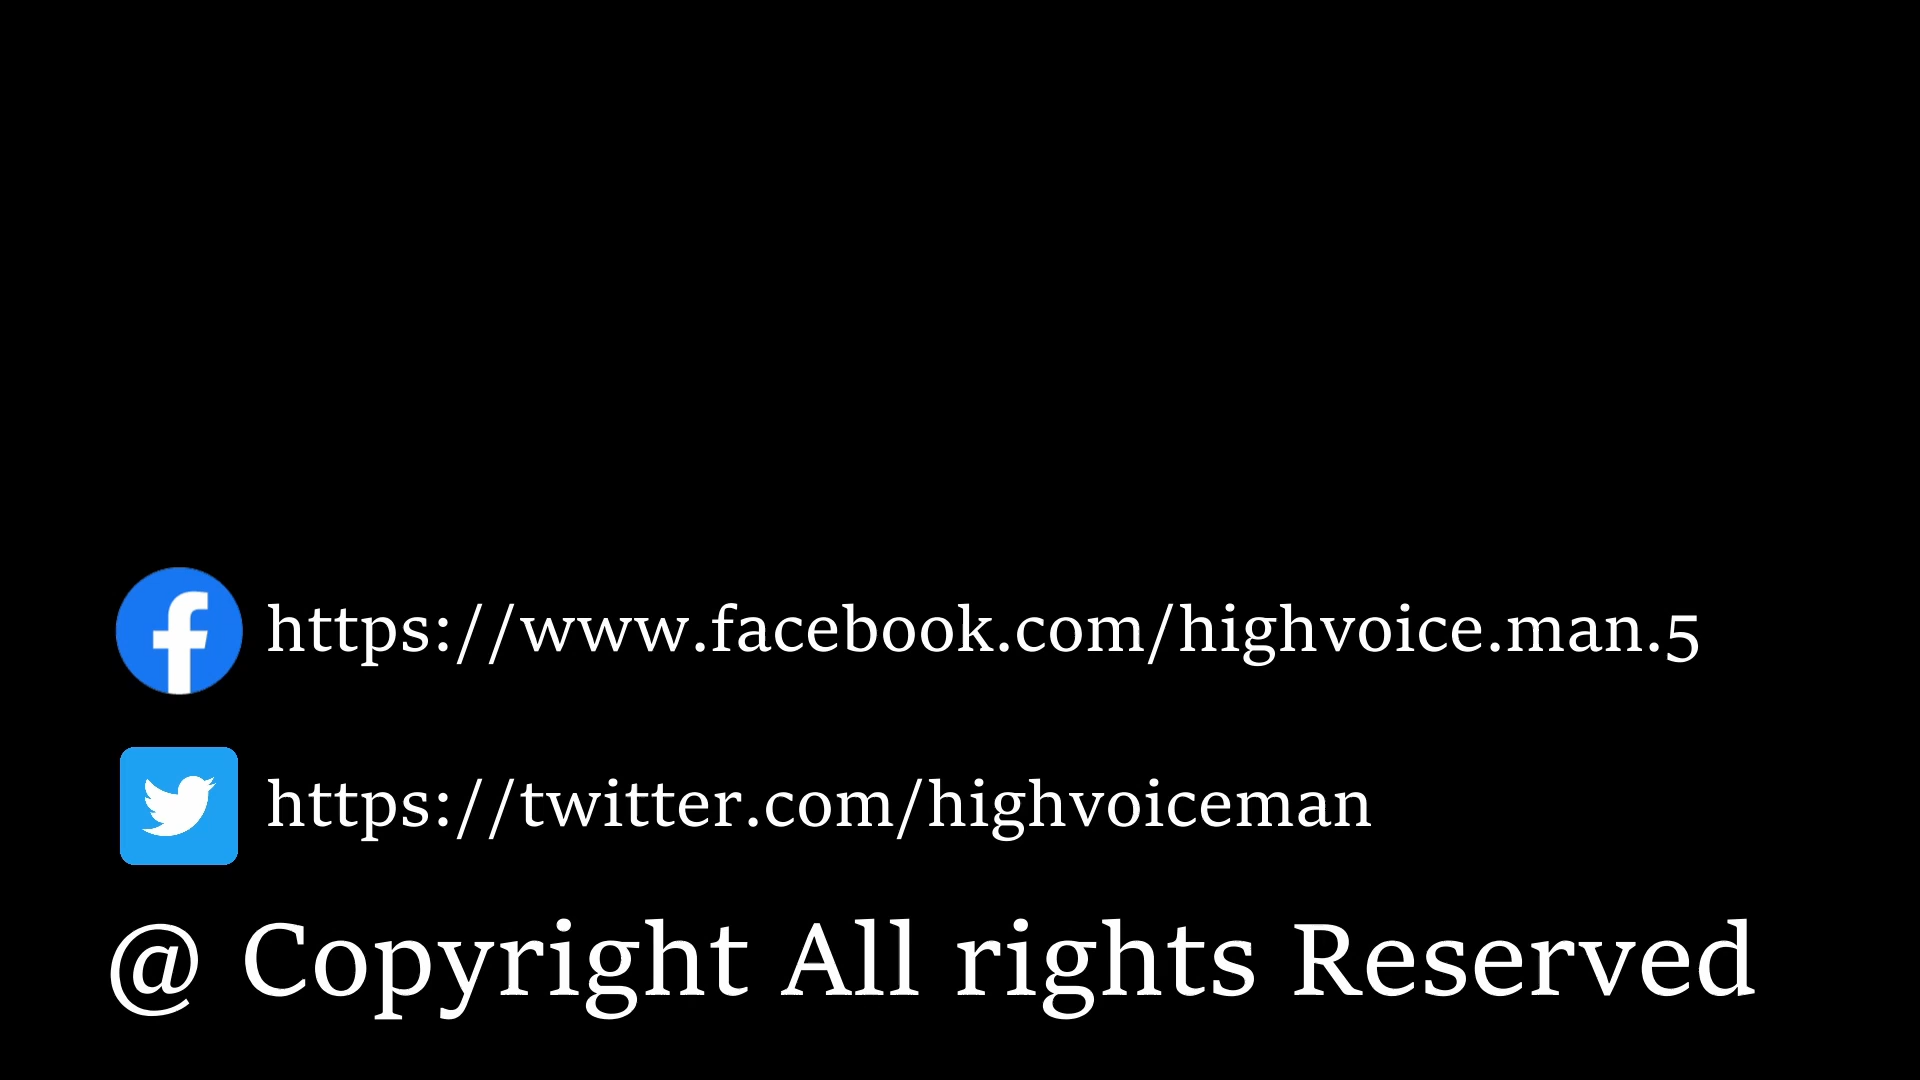 https://www.facebook.com/highvoice.man.5
https://twitter.com/highvoiceman
@ Copyright All rights Reserved